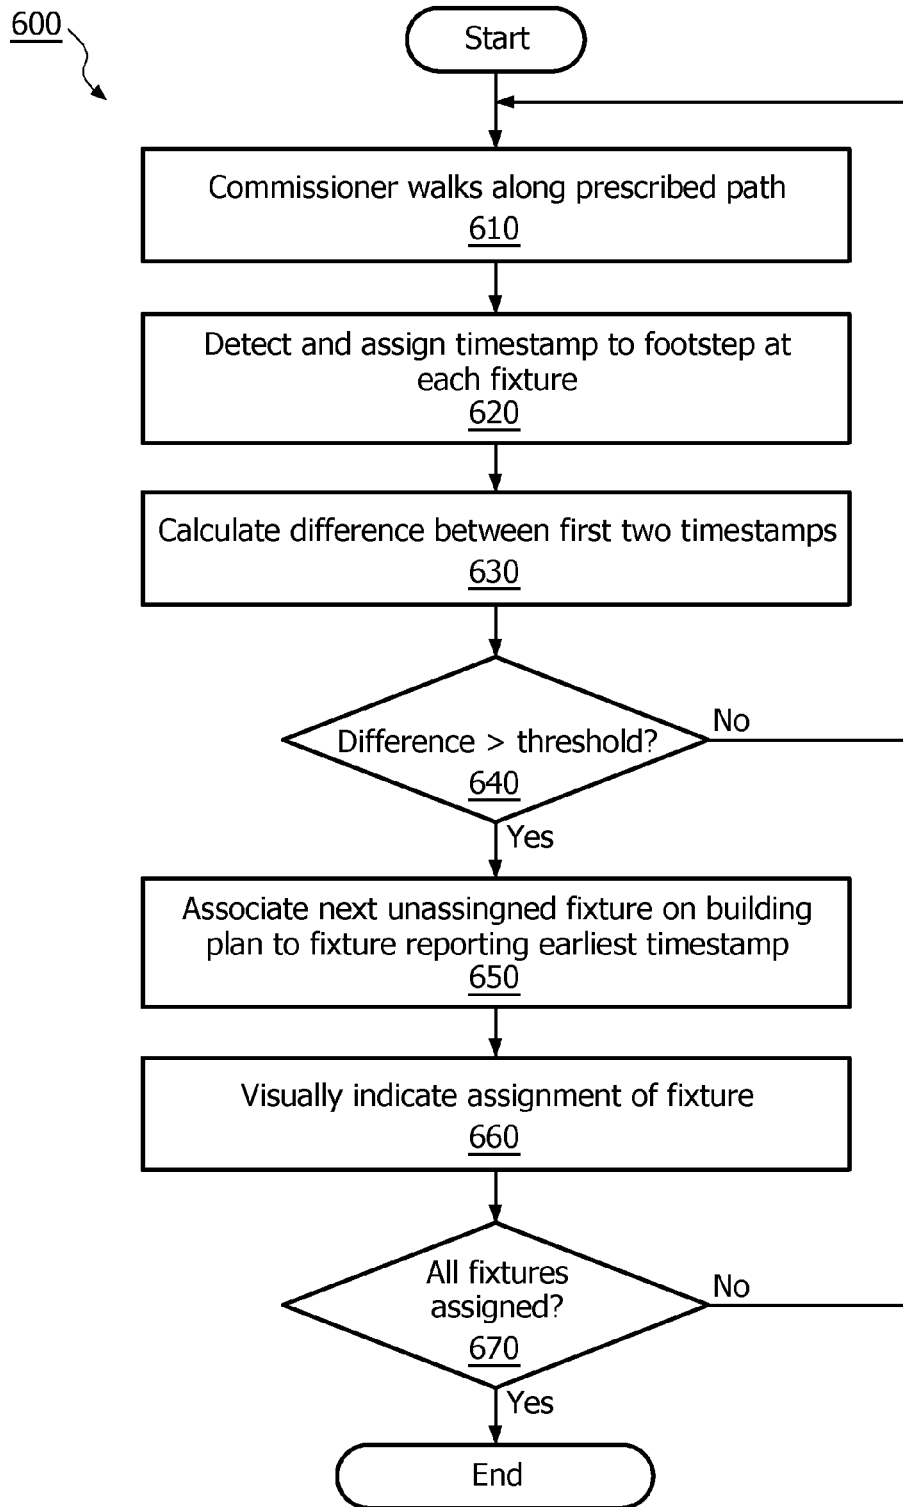 600
Start
Commissioner walks along prescribed path
610
Detect and assign timestamp to footstep at
each fixture
620
Calculate difference between first two timestamps
630
Difference > threshold?
640
No
Yes
Associate next unassingned fixture on building
plan to fixture reporting earliest timestamp
650
Visually indicate assignment of fixture
660
All fixtures
assigned?
670
No
Yes
End